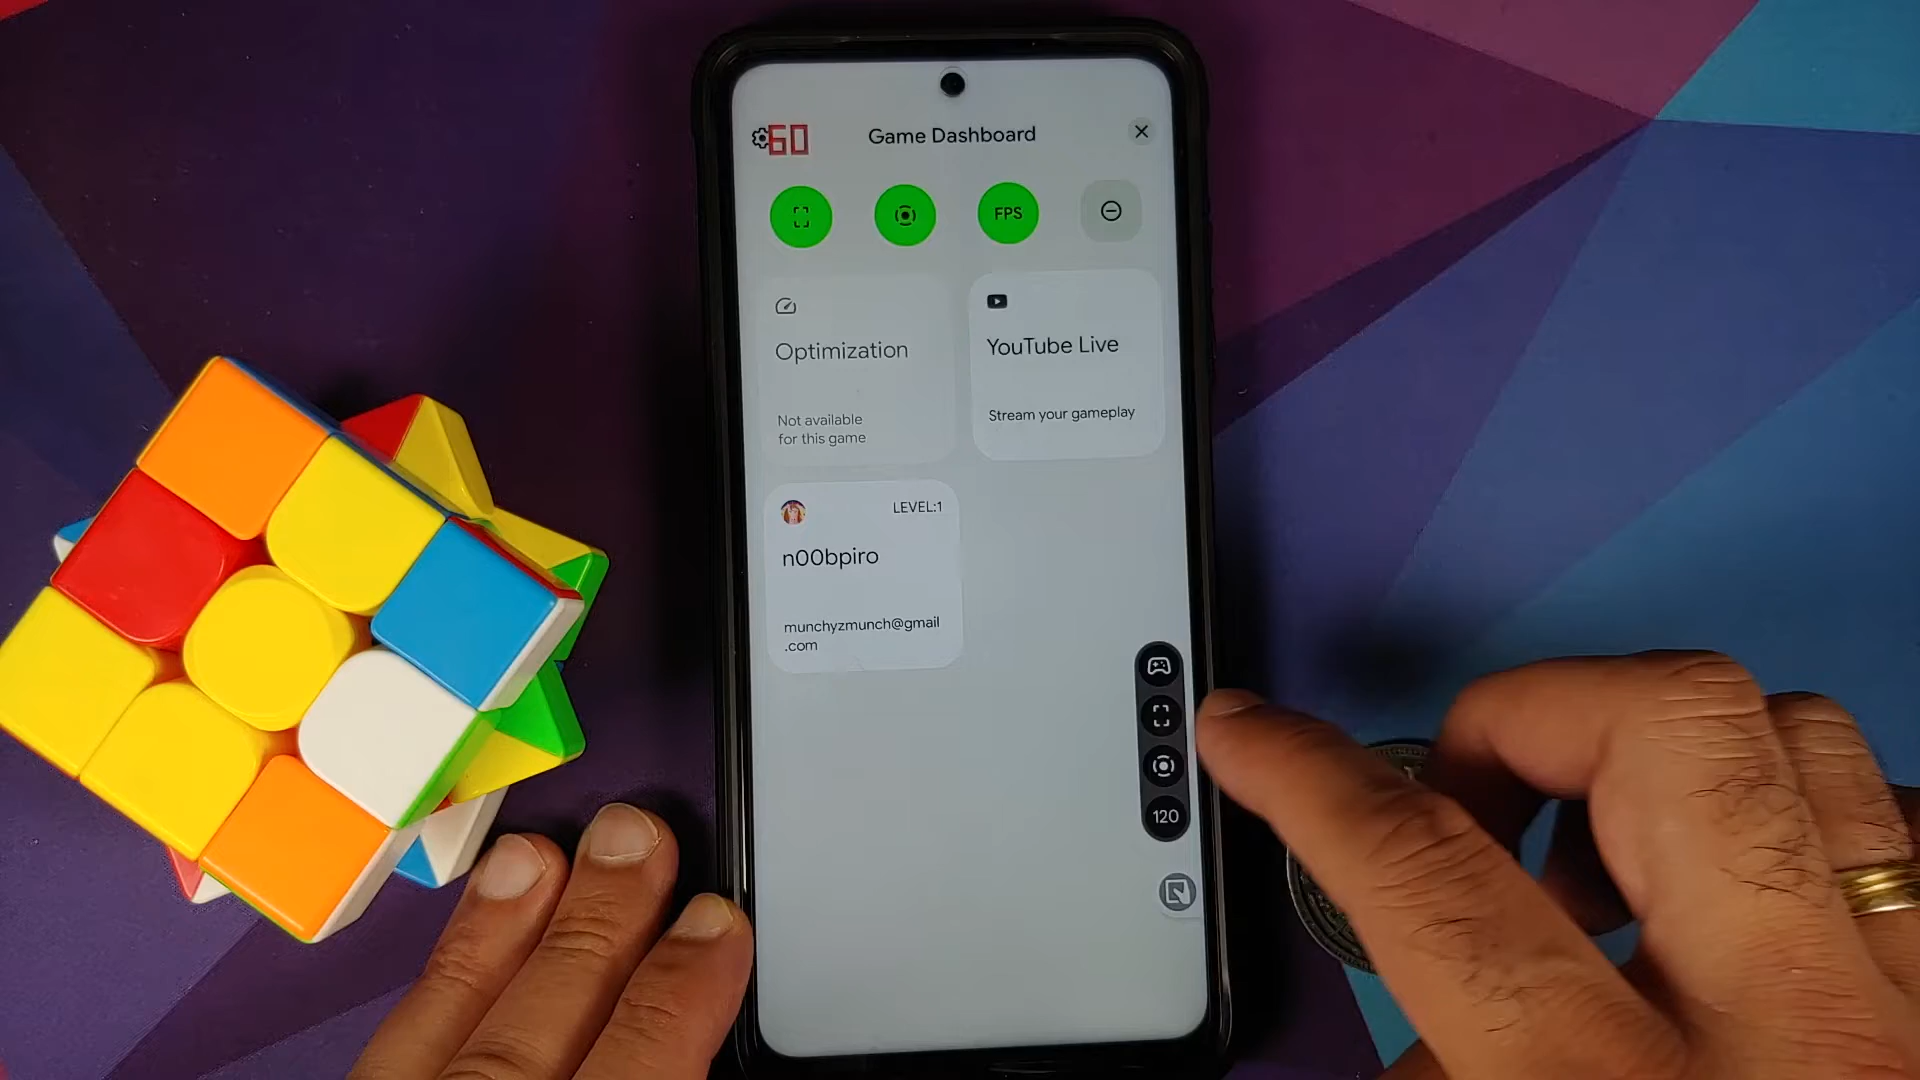 60
Game Dashboard
FPS
Optimization
Not available
for this game
YouTube Live
Stream your gameplay
LEVEL:1
n00bpiro
munchyzmunch@gmail
.com
120